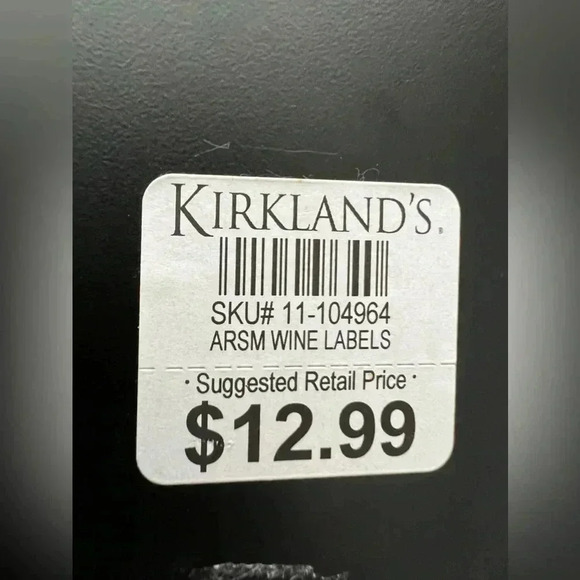 KIRKLAND'S.
SKU# 11-104964
ARSM WINE LABELS
· Suggested Retail Price ·
$12.99